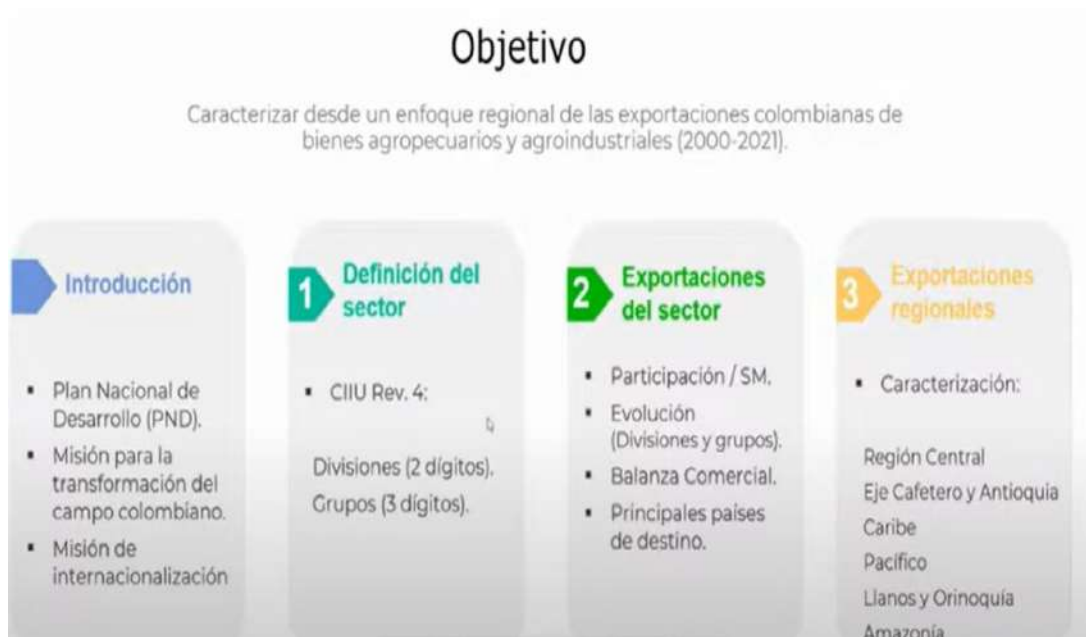 Objetivo
Caracterizar desde un enfoque regional de las exportaciones colombianas de
bienes agropecuarios y agroindustriales (2000-2021).
Introducción
▪ Plan Nacional de
Desarrollo (PND).
▪ Misión para la
transformación del
campo colombiano.
▪ Misión de
internacionalización
1
Definición del
sector
▪ CIIU Rev. 4:
Divisiones (2 dígitos).
Grupos (3 dígitos).
2
Exportaciones
del sector
▪ Participación / SM.
▪ Evolución
(Divisiones y grupos).
▪ Balanza Comercial.
▪ Principales países
de destino.
3
Exportaciones
regionales
▪ Caracterización:
Región Central
Eje Cafetero y Antioquia
Caribe
Pacífico
Llanos y Orinoquía
Amazonía